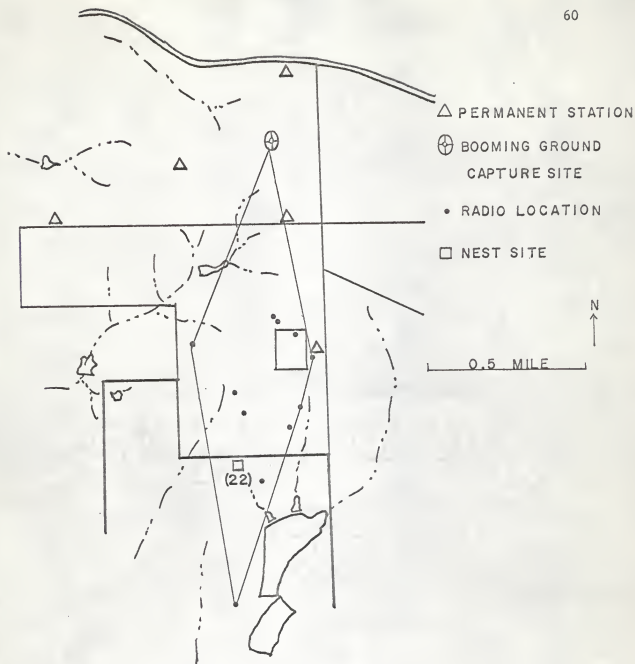 60
PERMANENT STATION
BOOMING GROUND
CAPTURE SITE
RADIO LOCATION
NEST SITE
N
0.5 MILE
(22)